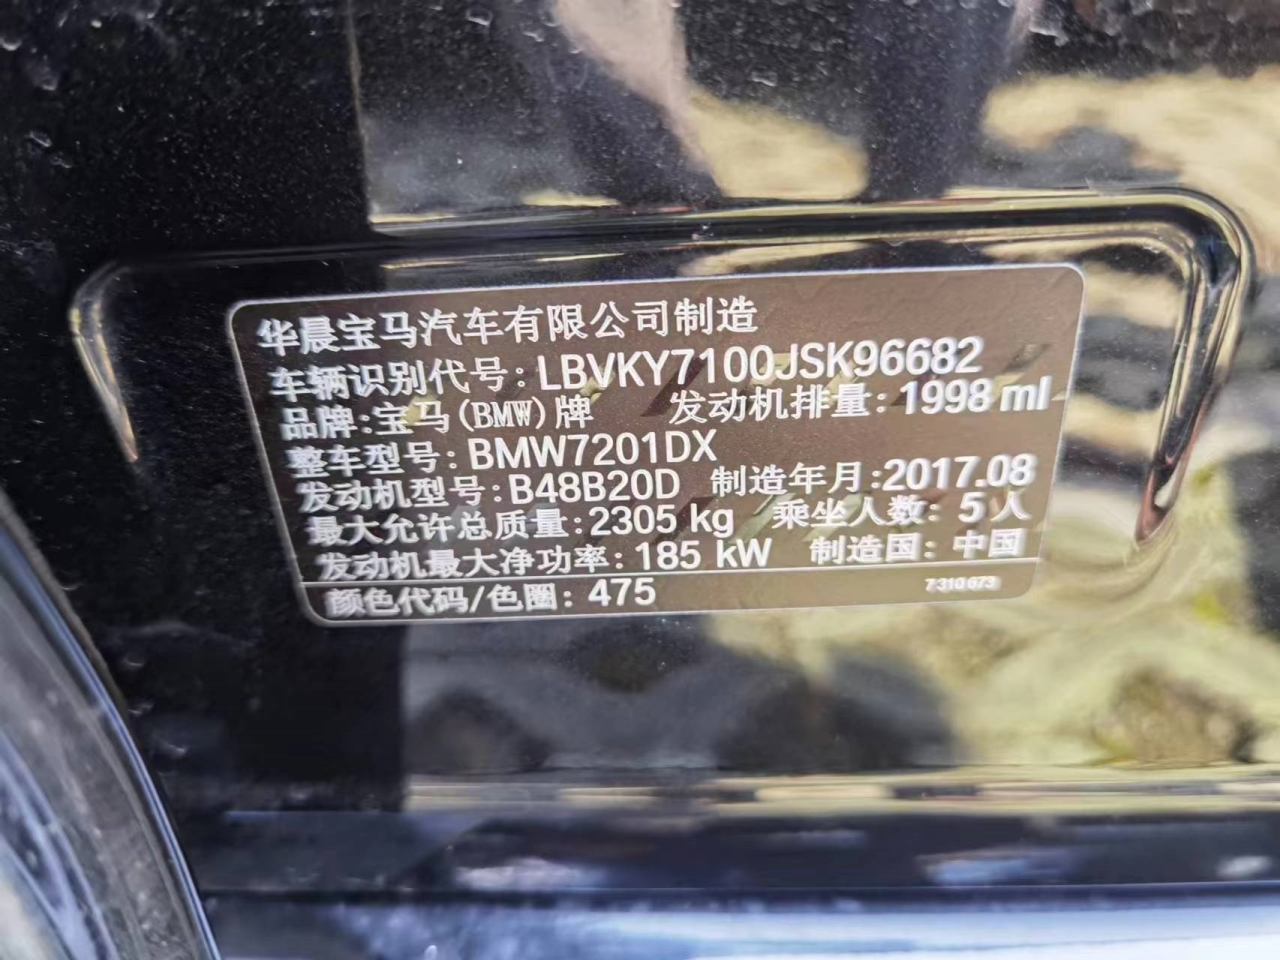 华晨宝马汽车有限公司制造
车辆识别代号：LBVKY7100JSK96682
品牌：宝马(BMW)牌 发动机排量：1998 ml
整车型号：BMW7201DX
发动机型号：B48B20D 制造年月：2017.08
最大允许总质量：2305 kg 乘坐人数：5人
发动机最大净功率：185 kW 制造国：中国
颜色代码/色圈：475 7310673